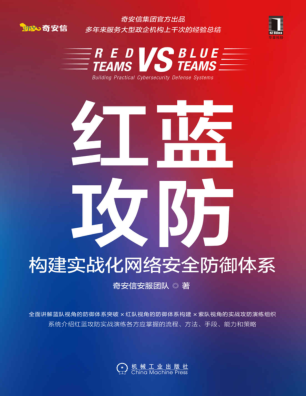 奇安信
奇安信集团官方出品
多年来服务大型政企机构上千次的经验总结
RED VS BLUE
TEAMS TEAMS
Building Practical Cybersecurity Defense Systems
红蓝
攻防
构建实战化网络安全防御体系
奇安信安服团队 著
全面讲解蓝队视角的防御体系突破 × 红队视角的防御体系构建 × 紫队视角的实战攻防演练组织
系统介绍红蓝攻防实战演练各方应掌握的流程、方法、手段、能力和策略
机械工业出版社
China Machine Press